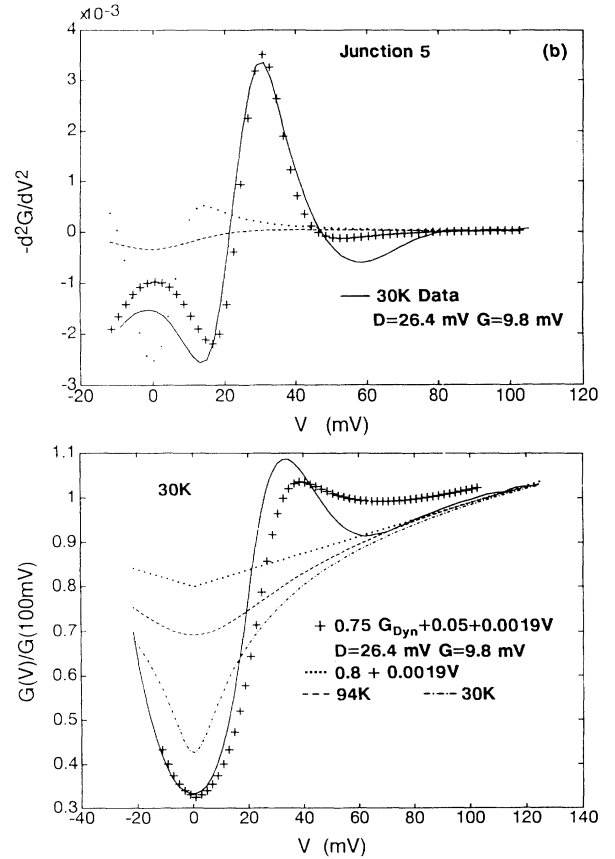 x10⁻³
4
3
2
1
0
-1
-2
-3
-d²G/dV²
Junction 5
(b)
30K Data
D=26.4 mV G=9.8 mV
-20 0 20 40 60 80 100 120
V (mV)
1.1
1
0.9
0.8
0.7
0.6
0.5
0.4
0.3
G(V)/G(100mV)
30K
+ 0.75 G_Dyn+0.05+0.0019V
D=26.4 mV G=9.8 mV
0.8 + 0.0019V
94K 30K
-40 -20 0 20 40 60 80 100 120 140
V (mV)